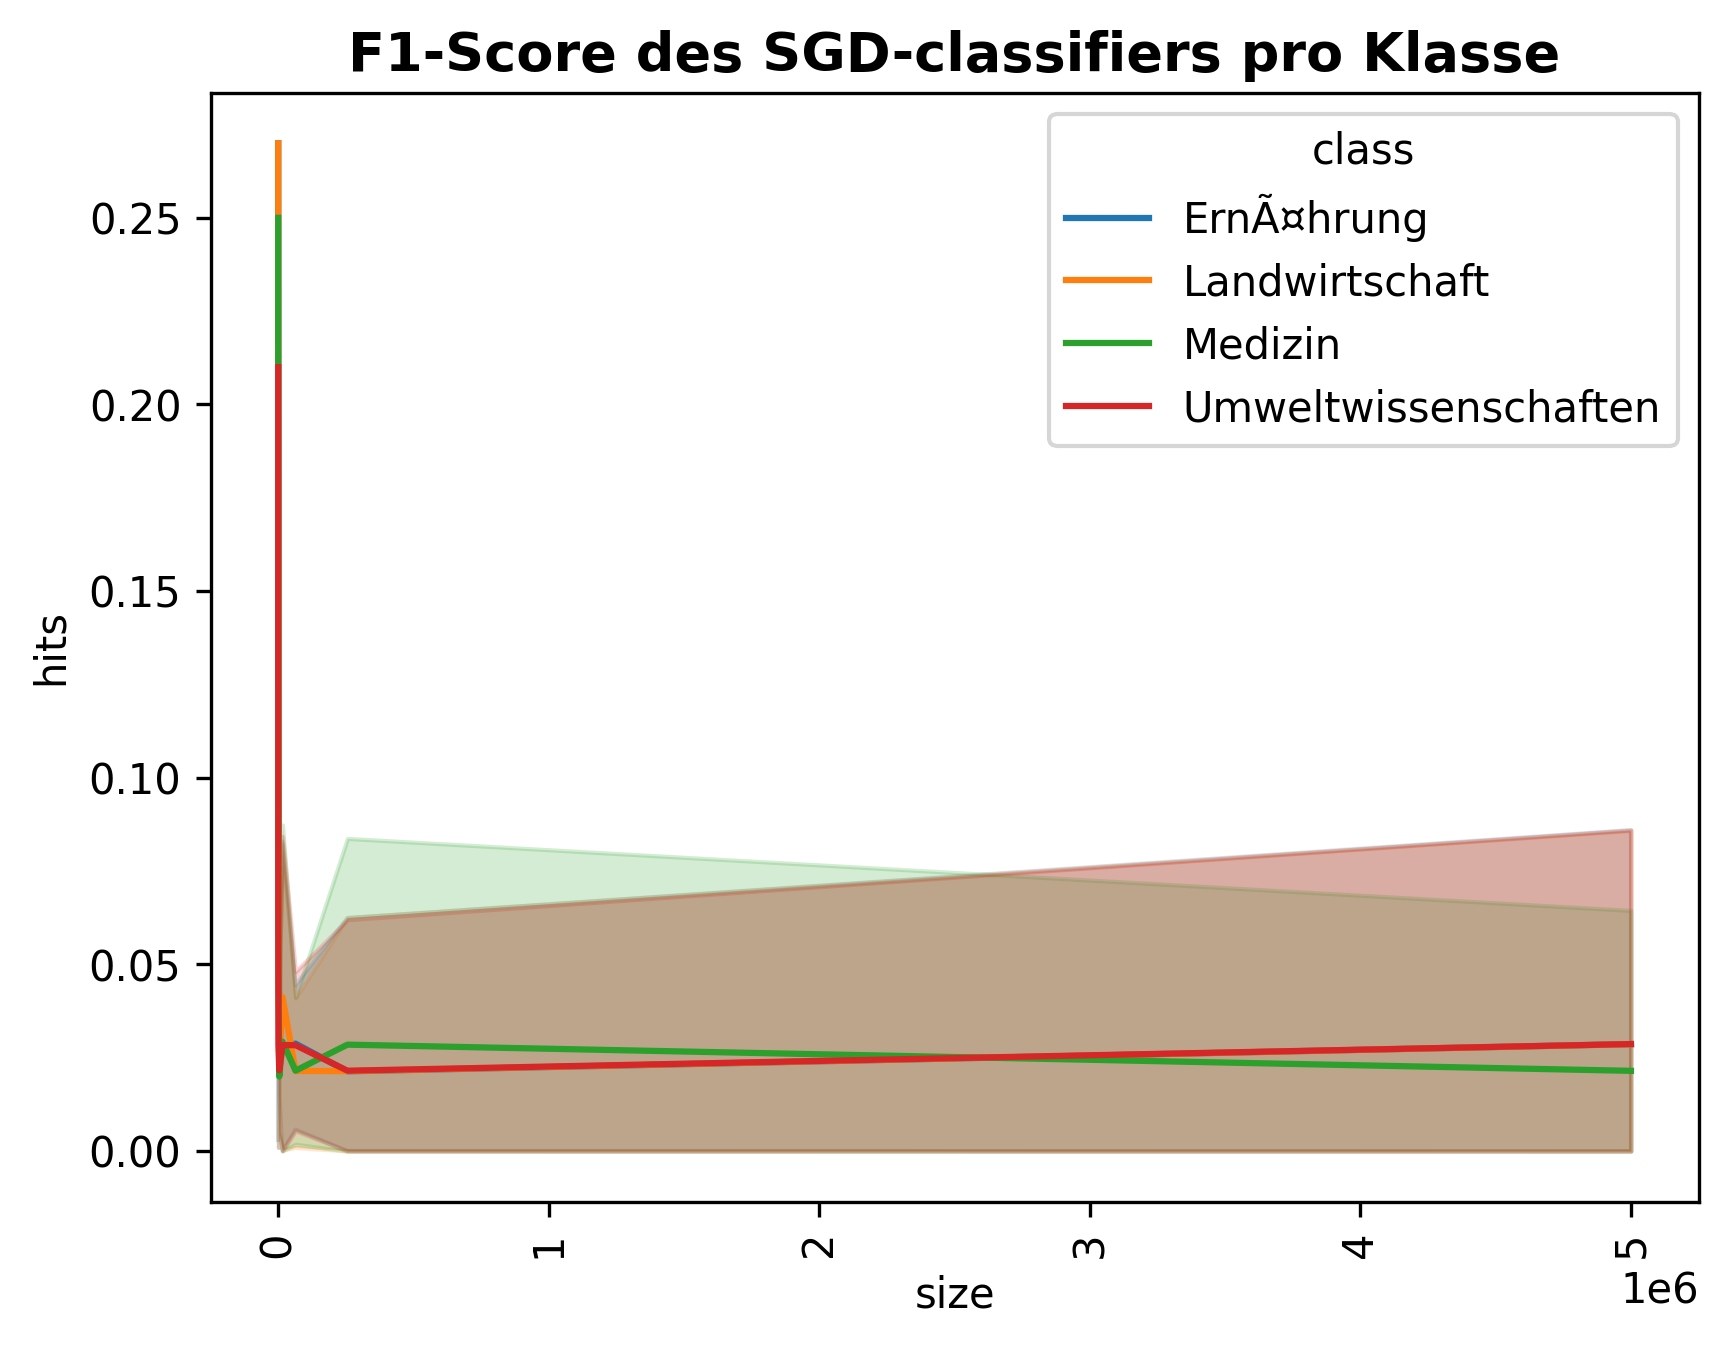 F1-Score des SGD-classifiers pro Klasse
class
ErnÃ¤hrung
Landwirtschaft
Medizin
Umweltwissenschaften
0.25
0.20
0.15
0.10
0.05
0.00
hits
0 1 2 3 4 5
1e6
size